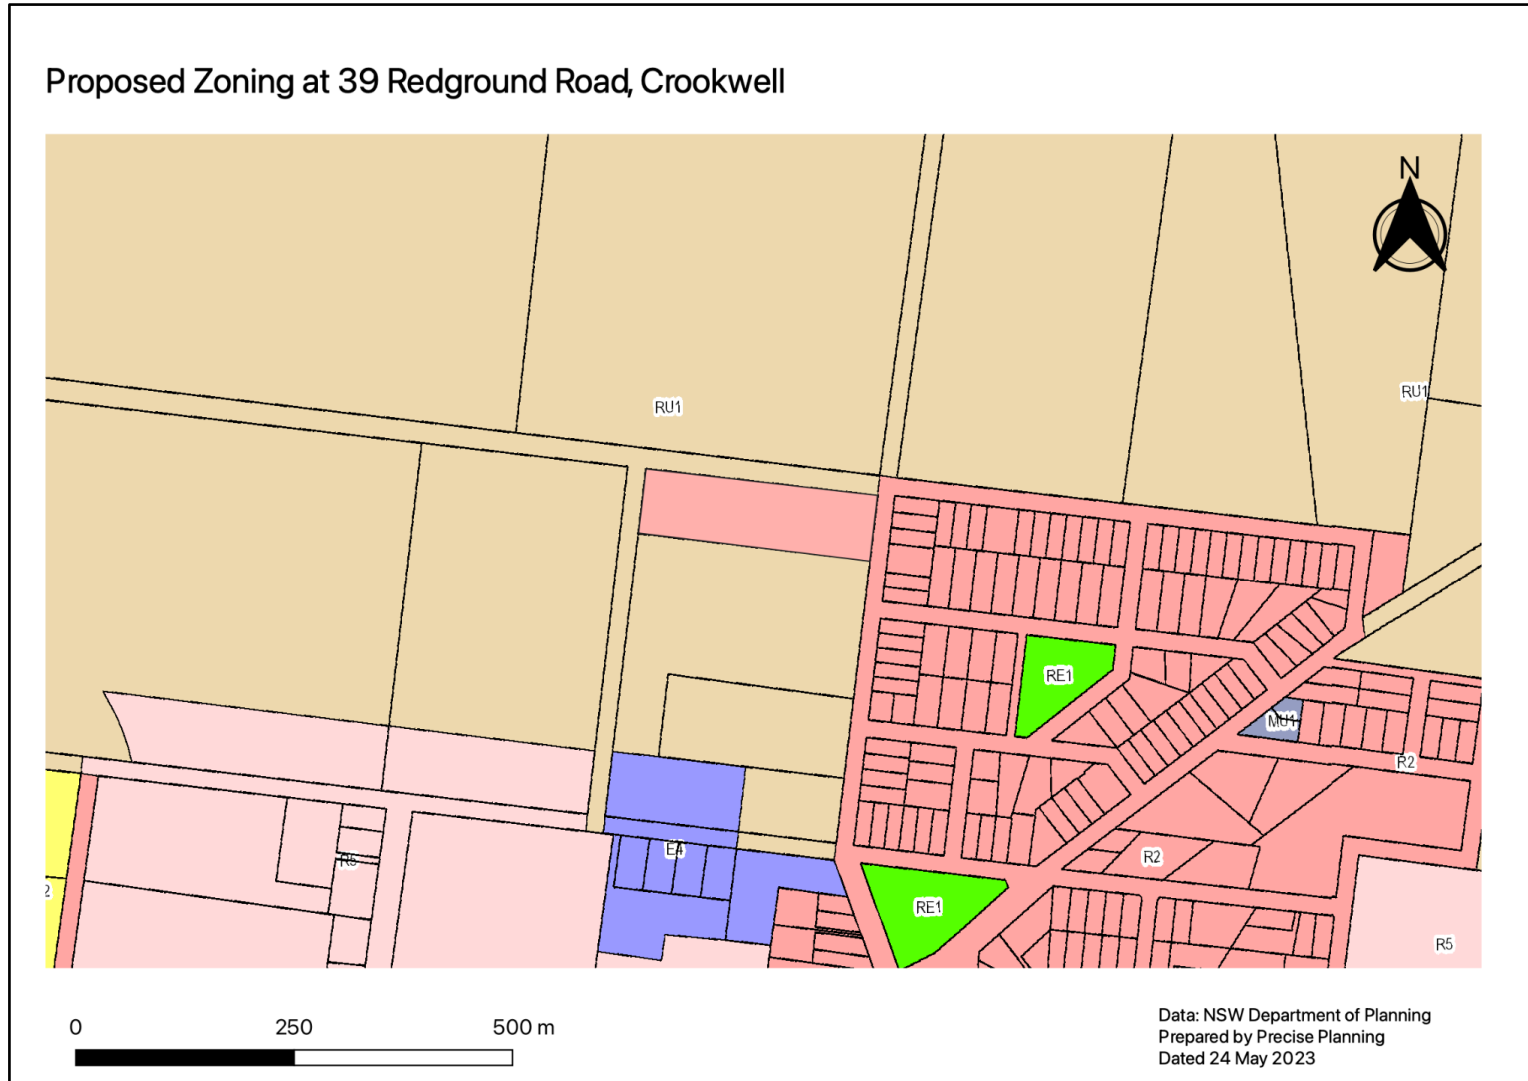 Proposed Zoning at 39 Redground Road, Crookwell
N
RU1
RU1
RE1
MU1
R2
E4
R5
R2
2
RE1
R5
0 250 500 m
Data: NSW Department of Planning
Prepared by Precise Planning
Dated 24 May 2023